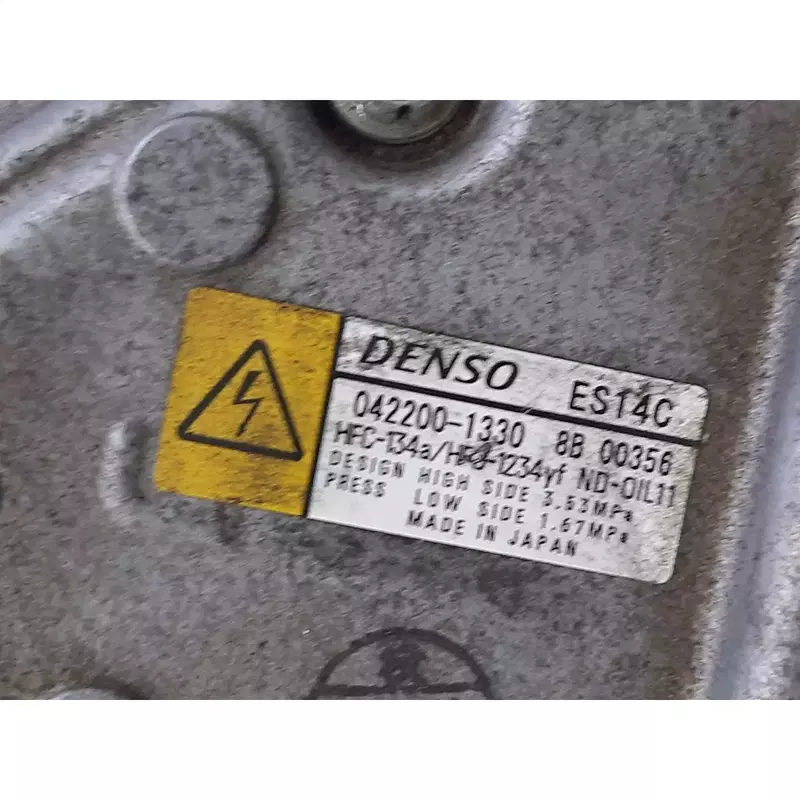 DENSO ES14C
042200-1330 8B 00356
HFC-134a/HFO-1234yf ND-OIL11
DESIGN HIGH SIDE 3.53MPa
PRESS LOW SIDE 1.67MPa
MADE IN JAPAN